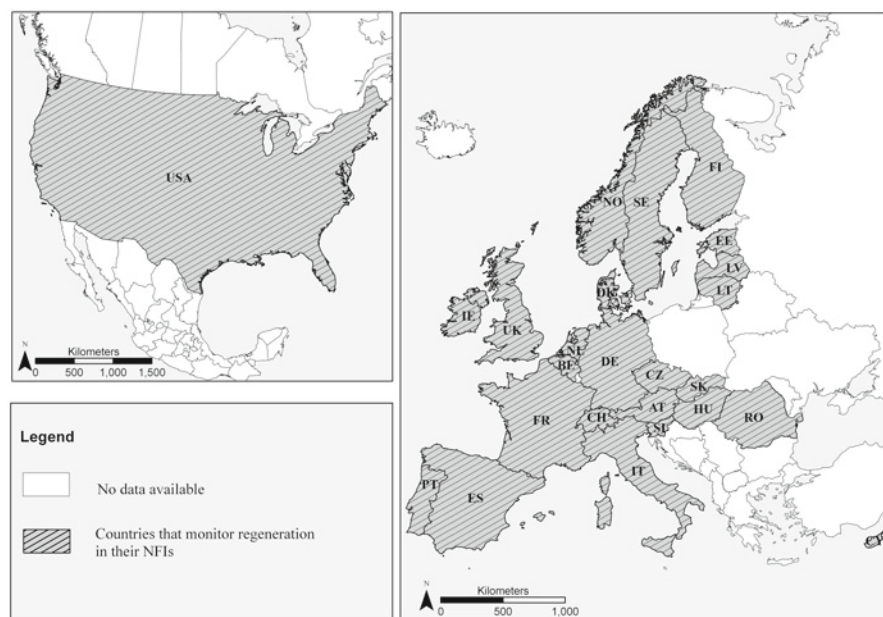 USA
N
Kilometers
0 500 1,000 1,500
Legend
No data available
Countries that monitor regeneration
in their NFIs
NO
SE
FI
EE
LV
LT
DK
IE
UK
NL
BE
DE
CZ
SK
FR
CH
AT
HU
SI
RO
IT
PT
ES
CY
N
Kilometers
0 500 1,000